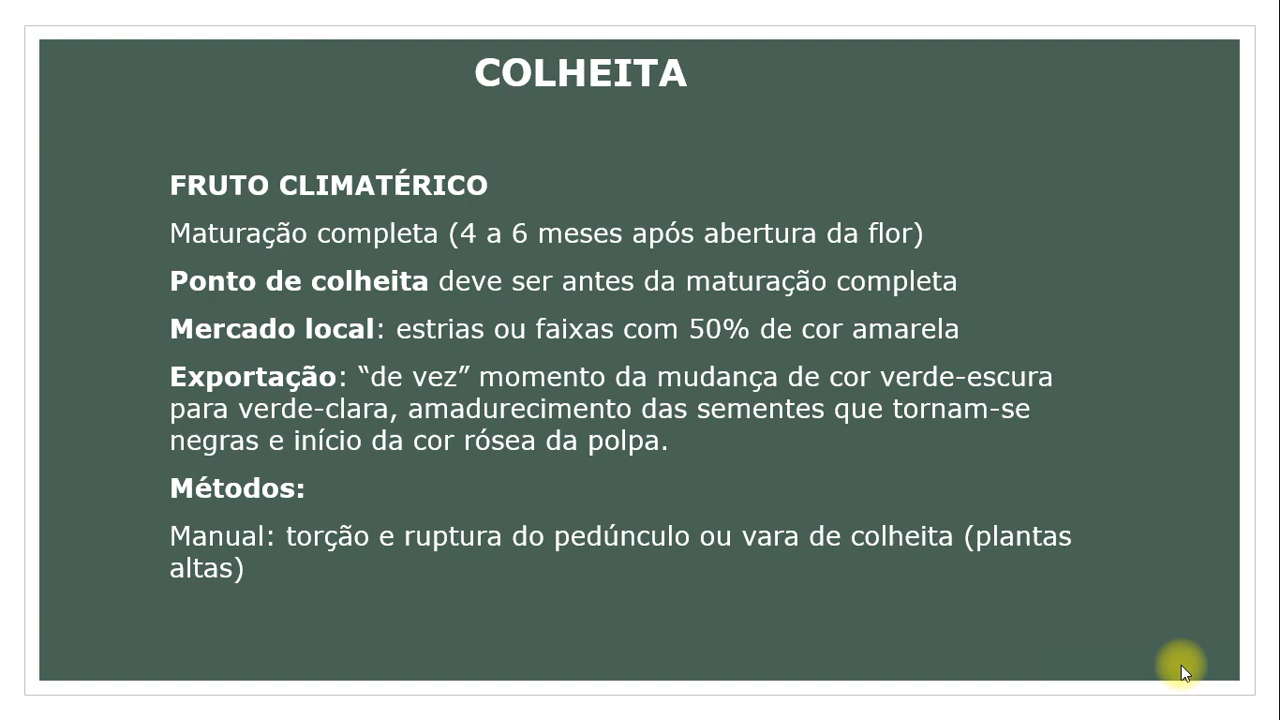 COLHEITA
FRUTO CLIMATÉRICO
Maturação completa (4 a 6 meses após abertura da flor)
Ponto de colheita deve ser antes da maturação completa
Mercado local: estrias ou faixas com 50% de cor amarela
Exportação: “de vez” momento da mudança de cor verde-escura
para verde-clara, amadurecimento das sementes que tornam-se
negras e início da cor rósea da polpa.
Métodos:
Manual: torção e ruptura do pedúnculo ou vara de colheita (plantas
altas)